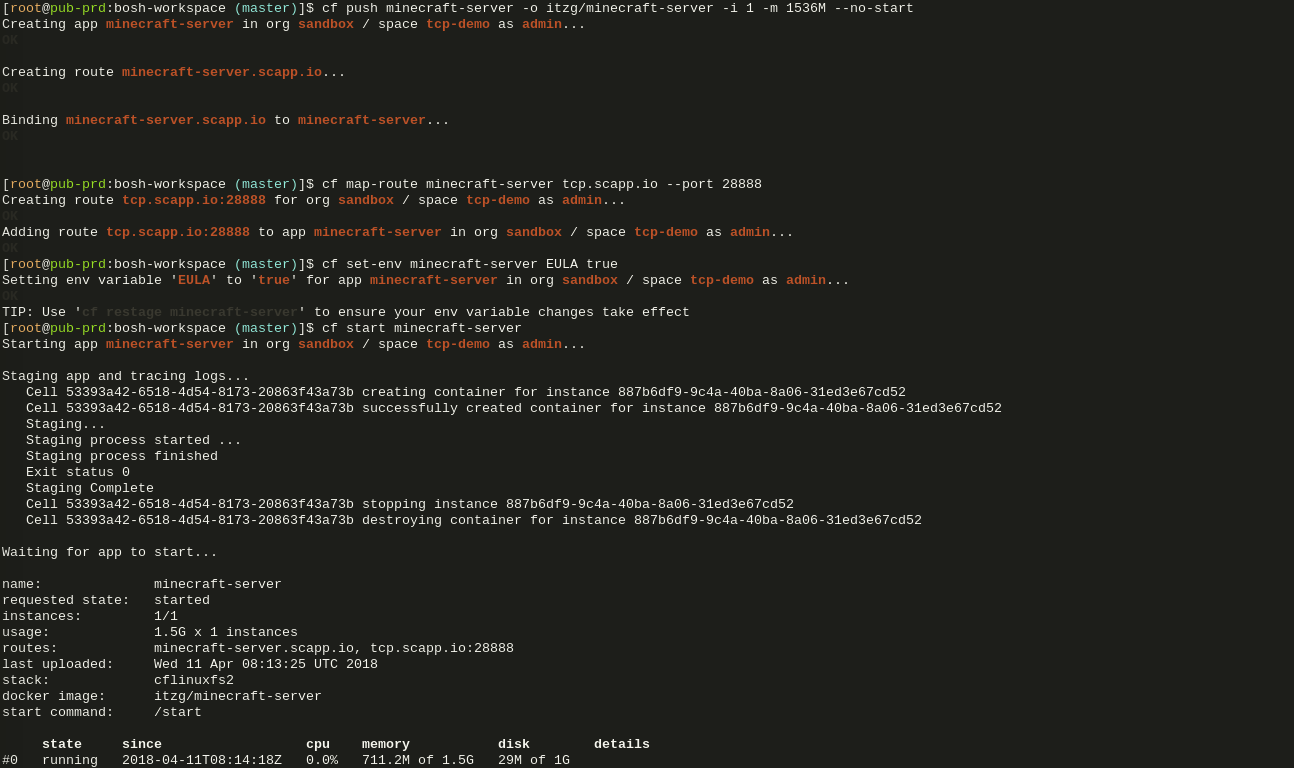 [root@pub-prd:bosh-workspace (master)]$ cf push minecraft-server -o itzg/minecraft-server -i 1 -m 1536M --no-start
Creating app minecraft-server in org sandbox / space tcp-demo as admin...
OK
Creating route minecraft-server.scapp.io...
OK
Binding minecraft-server.scapp.io to minecraft-server...
OK
[root@pub-prd:bosh-workspace (master)]$ cf map-route minecraft-server tcp.scapp.io --port 28888
Creating route tcp.scapp.io:28888 for org sandbox / space tcp-demo as admin...
OK
Adding route tcp.scapp.io:28888 to app minecraft-server in org sandbox / space tcp-demo as admin...
OK
[root@pub-prd:bosh-workspace (master)]$ cf set-env minecraft-server EULA true
Setting env variable 'EULA' to 'true' for app minecraft-server in org sandbox / space tcp-demo as admin...
OK
TIP: Use 'cf restage minecraft-server' to ensure your env variable changes take effect
[root@pub-prd:bosh-workspace (master)]$ cf start minecraft-server
Starting app minecraft-server in org sandbox / space tcp-demo as admin...
Staging app and tracing logs...
Cell 53393a42-6518-4d54-8173-20863f43a73b creating container for instance 887b6df9-9c4a-40ba-8a06-31ed3e67cd52
Cell 53393a42-6518-4d54-8173-20863f43a73b successfully created container for instance 887b6df9-9c4a-40ba-8a06-31ed3e67cd52
Staging...
Staging process started ...
Staging process finished
Exit status 0
Staging Complete
Cell 53393a42-6518-4d54-8173-20863f43a73b stopping instance 887b6df9-9c4a-40ba-8a06-31ed3e67cd52
Cell 53393a42-6518-4d54-8173-20863f43a73b destroying container for instance 887b6df9-9c4a-40ba-8a06-31ed3e67cd52
Waiting for app to start...
name: minecraft-server
requested state: started
instances: 1/1
usage: 1.5G x 1 instances
routes: minecraft-server.scapp.io, tcp.scapp.io:28888
last uploaded: Wed 11 Apr 08:13:25 UTC 2018
stack: cflinuxfs2
docker image: itzg/minecraft-server
start command: /start
state since cpu memory disk details
#0 running 2018-04-11T08:14:18Z 0.0% 711.2M of 1.5G 29M of 1G